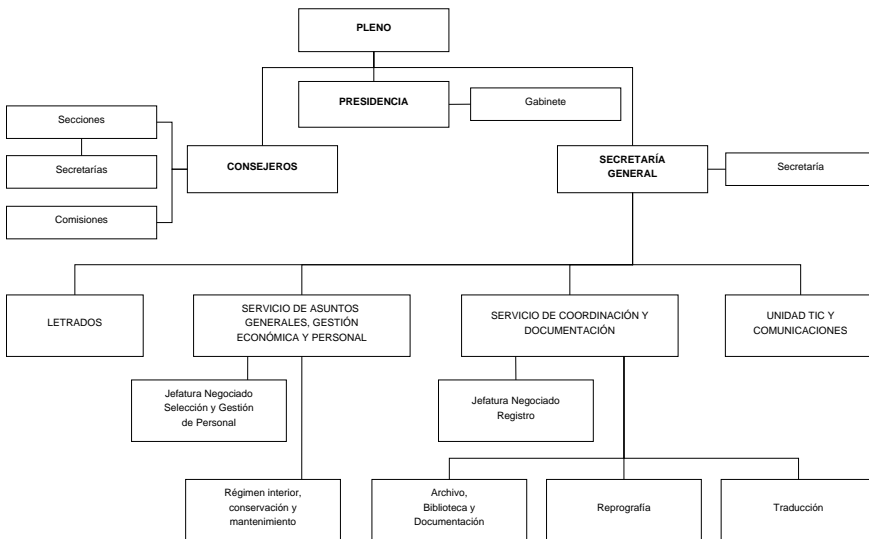 PLENO
PRESIDENCIA
Gabinete
Secciones
Secretarías
Comisiones
CONSEJEROS
SECRETARÍA
GENERAL
Secretaría
LETRADOS
SERVICIO DE ASUNTOS
GENERALES, GESTIÓN
ECONÓMICA Y PERSONAL
SERVICIO DE COORDINACIÓN Y
DOCUMENTACIÓN
UNIDAD TIC Y
COMUNICACIONES
Jefatura Negociado
Selección y Gestión
de Personal
Jefatura Negociado
Registro
Régimen interior,
conservación y
mantenimiento
Archivo,
Biblioteca y
Documentación
Reprografía
Traducción